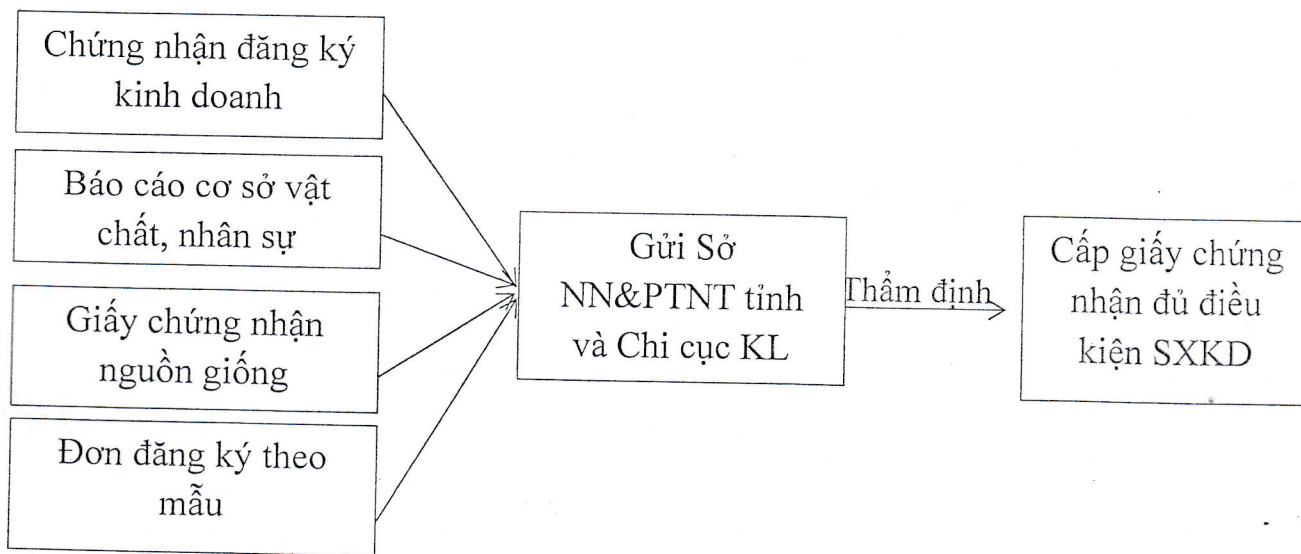 Chứng nhận đăng ký
kinh doanh
Báo cáo cơ sở vật
chất, nhân sự
Giấy chứng nhận
nguồn giống
Đơn đăng ký theo
mẫu
Gửi Sở
NN&PTNT tỉnh
và Chi cục KL
Thẩm định
Cấp giấy chứng
nhận đủ điều
kiện SXKD